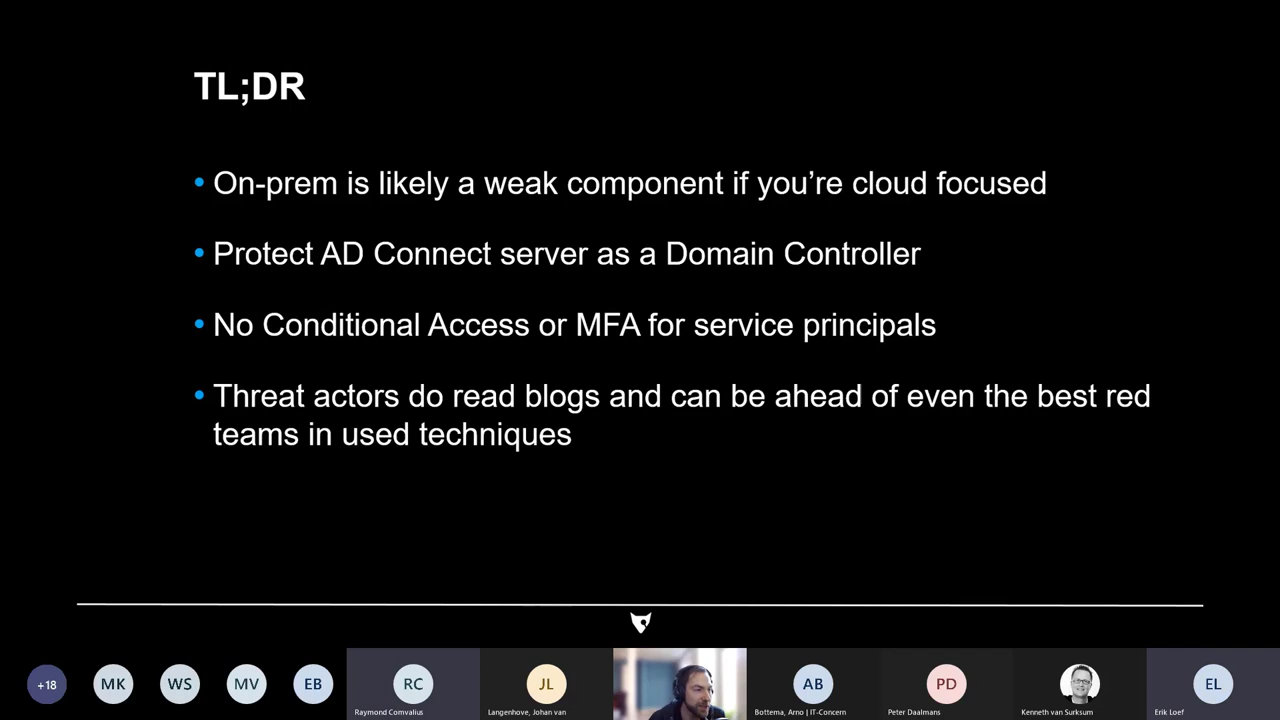 TL;DR
• On-prem is likely a weak component if you're cloud focused
• Protect AD Connect server as a Domain Controller
• No Conditional Access or MFA for service principals
• Threat actors do read blogs and can be ahead of even the best red
teams in used techniques
+18
MK
WS
MV
EB
RC
Raymond Comvalius
JL
Langenhove, Johan van
AB
Bottema, Arno | IT-Concern
PD
Peter Daalmans
Kenneth van Surksum
EL
Erik Loef